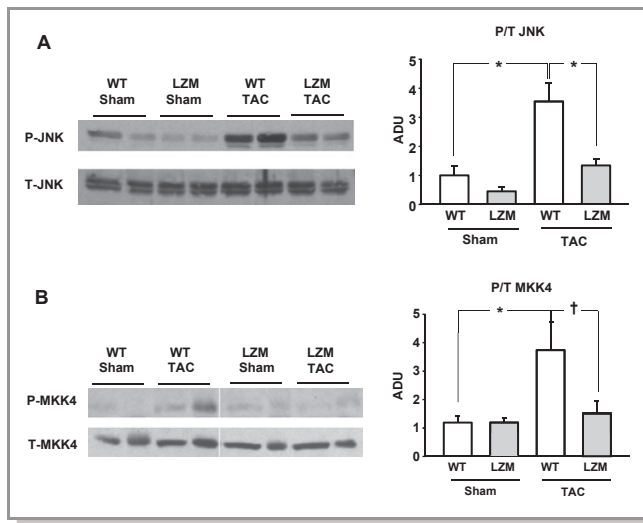 A
WT Sham LZM Sham WT TAC LZM TAC
P-JNK
T-JNK
P/T JNK
ADU
5
4
3
2
1
0
* *
WT LZM WT LZM
Sham TAC
B
WT Sham WT TAC LZM Sham LZM TAC
P-MKK4
T-MKK4
P/T MKK4
ADU
5
4
3
2
1
0
* †
WT LZM WT LZM
Sham TAC